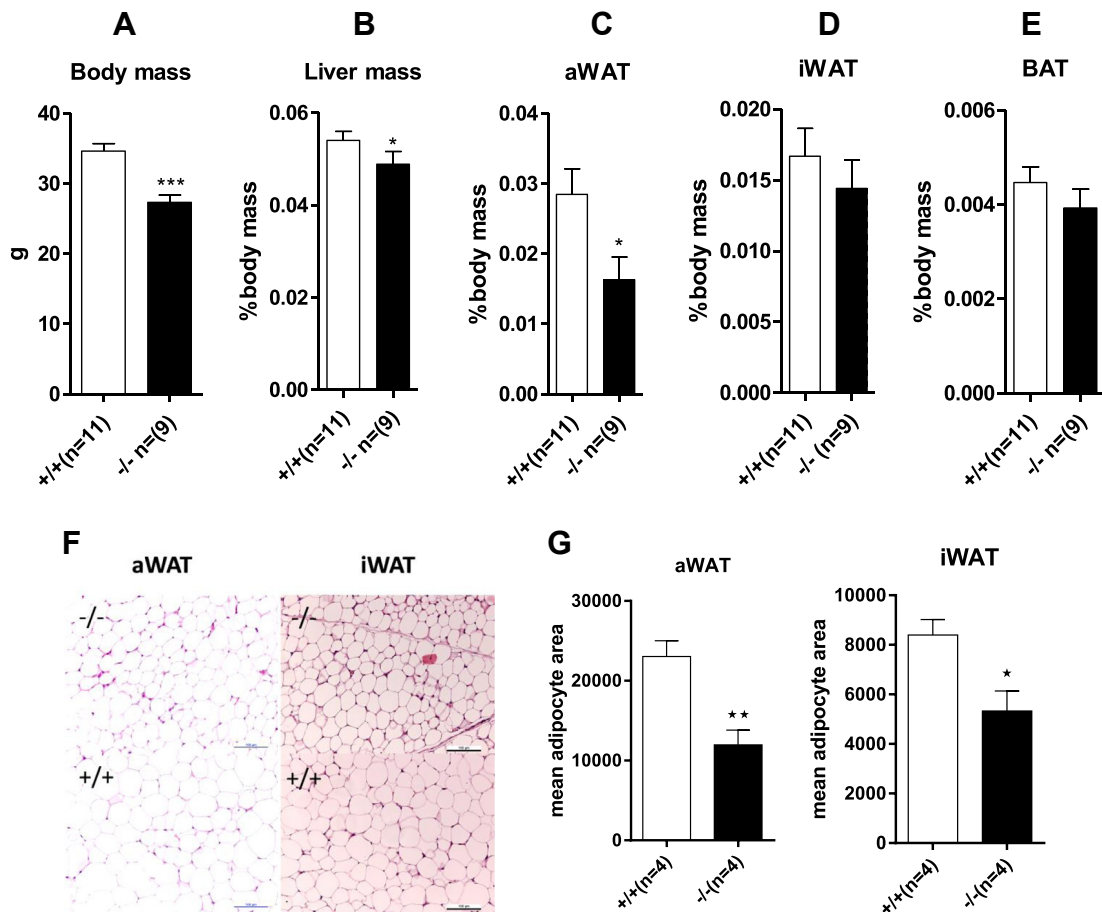 A
B
C
D
E
Body mass
Liver mass
aWAT
iWAT
BAT
40
30
20
10
0
g
***
+/+(n=11)
-/- n=(9)
0.06
0.04
0.02
0.00
%body mass
*
+/+(n=11)
-/- n=(9)
0.04
0.03
0.02
0.01
0.00
%body mass
*
+/+(n=11)
-/- n=(9)
0.020
0.015
0.010
0.005
0.000
%body mass
+/+(n=11)
-/- (n=9)
0.006
0.004
0.002
0.000
%body mass
+/+(n=11)
-/- n=(9)
F
aWAT
iWAT
-/-
-/-
+/+
+/+
G
aWAT
30000
20000
10000
0
mean adipocyte area
★★
+/+(n=4)
-/-(n=4)
iWAT
10000
8000
6000
4000
2000
0
mean adipocyte area
★
+/+(n=4)
-/-(n=4)